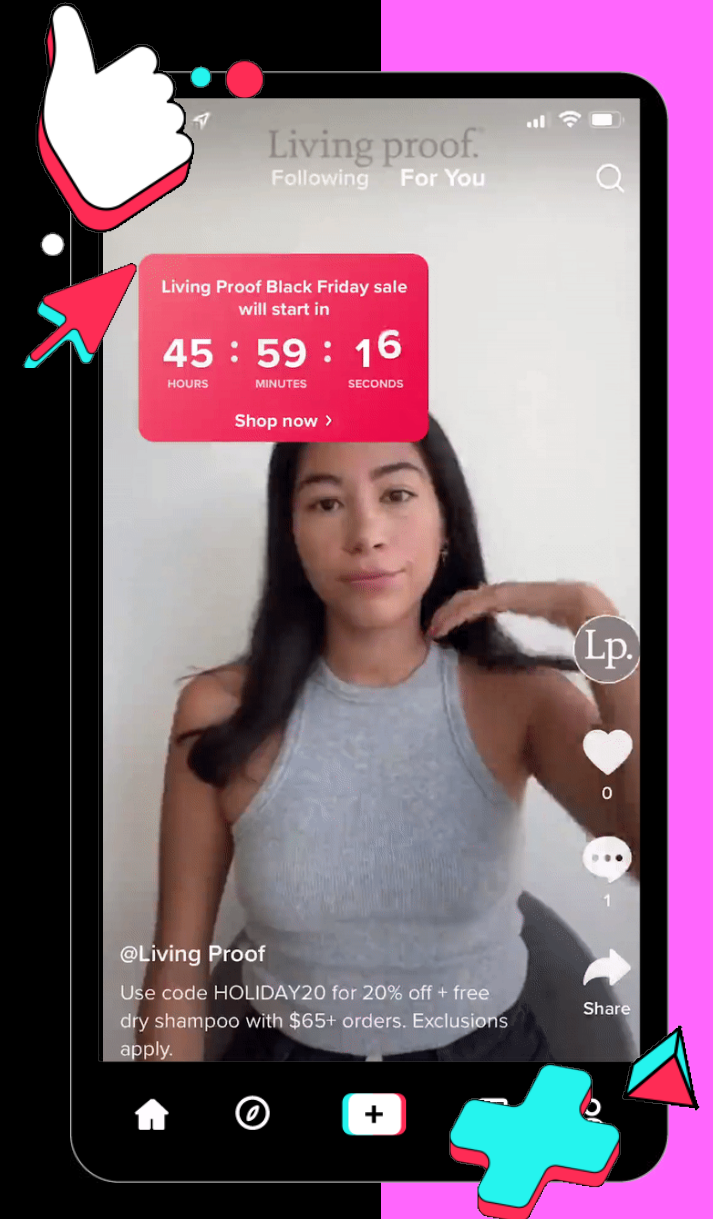 Living proof.
Following For You
Living Proof Black Friday sale
will start in
45 : 59 : 16
HOURS MINUTES SECONDS
Shop now >
Lp.
0
1
@Living Proof
Share
Use code HOLIDAY20 for 20% off + free
dry shampoo with $65+ orders. Exclusions
apply.